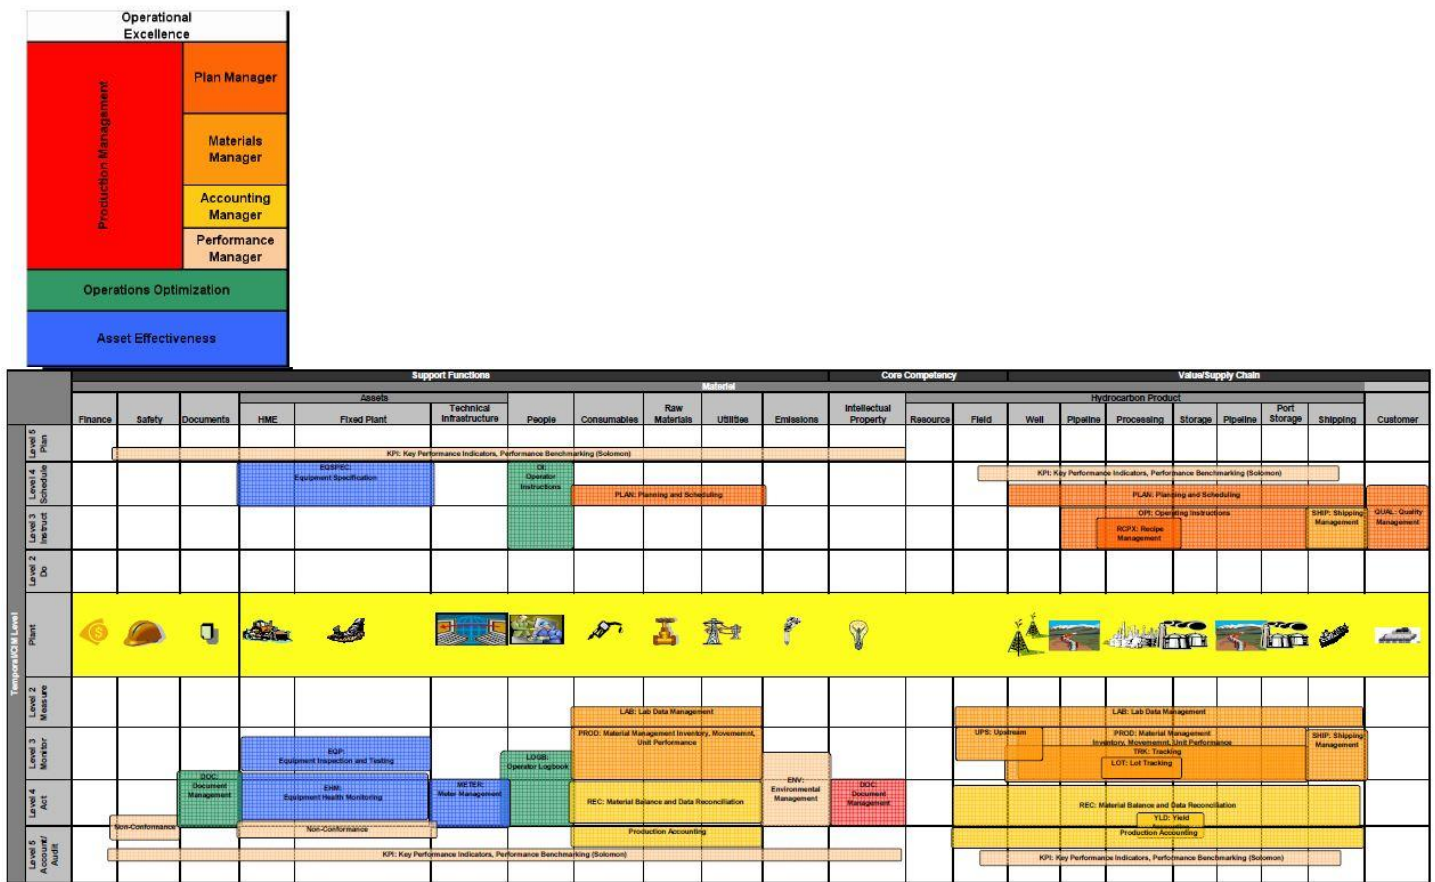 Operational
Excellence
Production Management
Plan Manager
Materials
Manager
Accounting
Manager
Performance
Manager
Operations Optimization
Asset Effectiveness
Support Functions
Core Competency
Value/Supply Chain
Materiel
Assets
Hydrocarbon Product
Finance
Safety
Documents
HME
Fixed Plant
Technical
Infrastructure
People
Consumables
Raw
Materials
Utilities
Emissions
Intellectual
Property
Resource
Field
Well
Pipeline
Processing
Storage
Pipeline
Port
Storage
Shipping
Customer
Temporal/CIM Level
Level 5
Plan
KPI: Key Performance Indicators, Performance Benchmarking (Solomon)
Level 4
Schedule
EQSPEC:
Equipment Specification
OI:
Operator
Instructions
PLAN: Planning and Scheduling
KPI: Key Performance Indicators, Performance Benchmarking (Solomon)
PLAN: Planning and Scheduling
Level 3
Instruct
OPI: Operating Instructions
RCPX: Recipe
Management
SHIP: Shipping
Management
QUAL: Quality
Management
Level 2
Do
Plant
Level 2
Measure
LAB: Lab Data Management
LAB: Lab Data Management
Level 3
Monitor
EQP:
Equipment Inspection and Testing
LOGB:
Operator Logbook
PROD: Material Management Inventory, Movememnt,
Unit Performance
UPS: Upstream
PROD: Material Management
Inventory, Movememnt, Unit Performance
TRK: Tracking
LOT: Lot Tracking
SHIP: Shipping
Management
Level 4
Act
DOC:
Document
Management
EHM:
Equipment Health Monitoring
METER:
Meter Management
REC: Material Balance and Data Reconciliation
ENV:
Environmental
Management
DOC:
Document
Management
REC: Material Balance and Data Reconciliation
YLD: Yield
Level 5
Account/
Audit
Non-Conformance
Non-Conformance
Production Accounting
Production Accounting
KPI: Key Performance Indicators, Performance Benchmarking (Solomon)
KPI: Key Performance Indicators, Performance Benchmarking (Solomon)